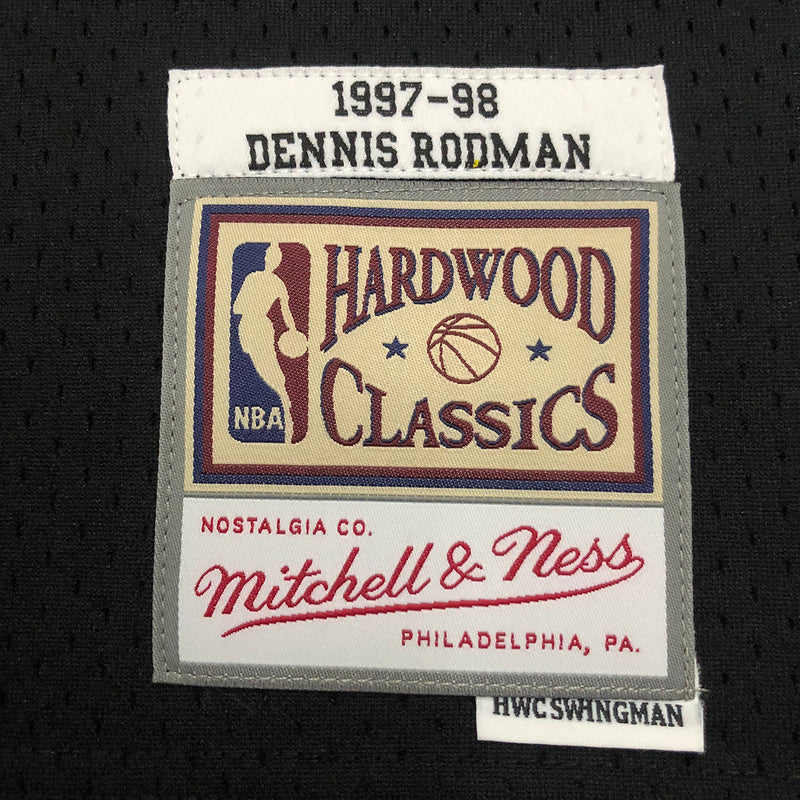 1997-98
DENNIS RODMAN
NBA
HARDWOOD
CLASSICS
NOSTALGIA CO.
Mitchell & Ness
PHILADELPHIA, PA.
HWC SWINGMAN